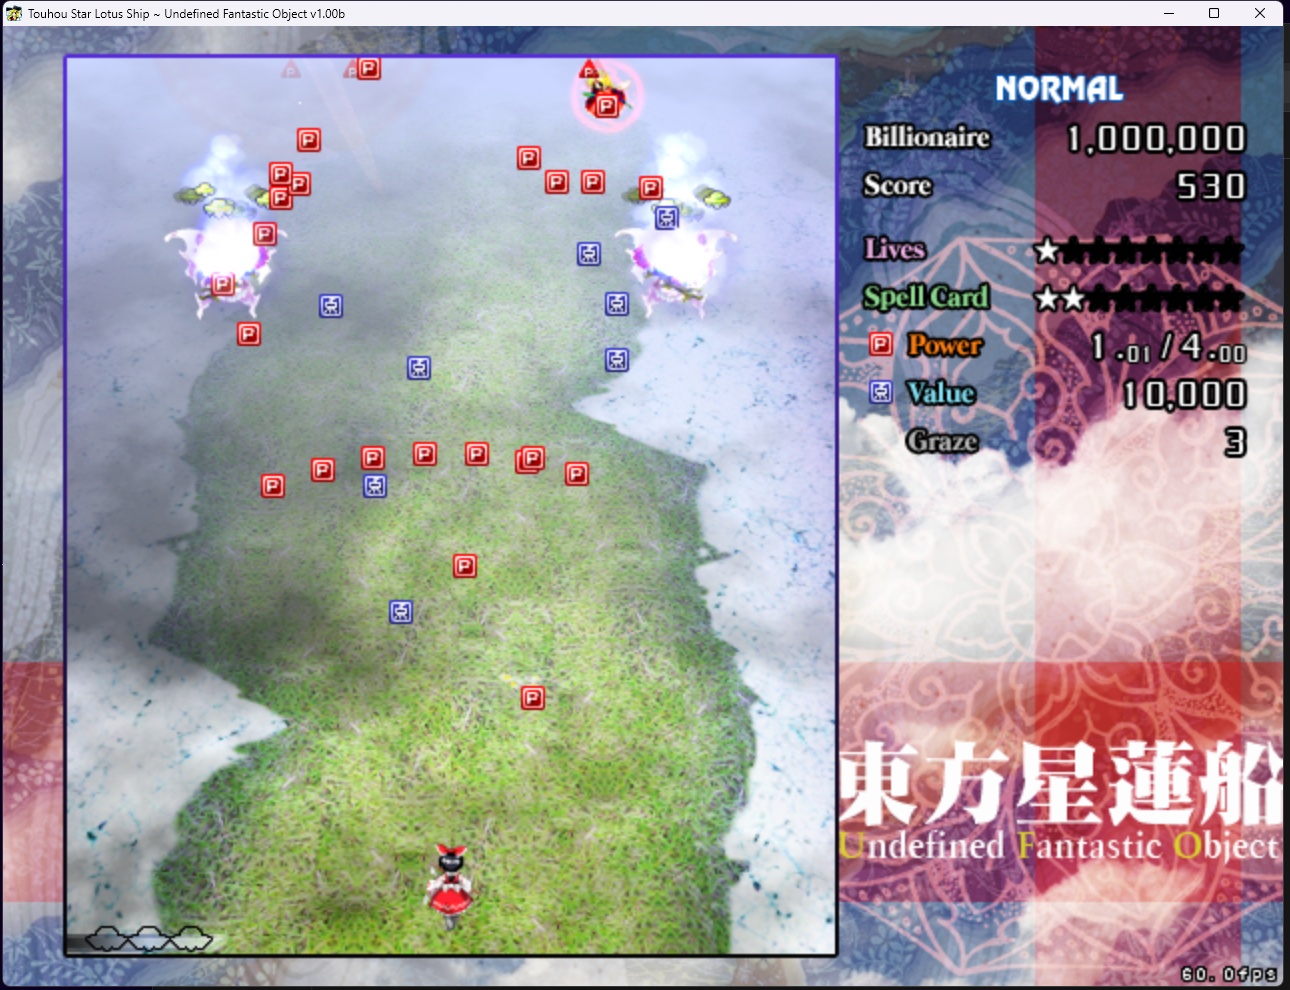 Touhou Star Lotus Ship ~ Undefined Fantastic Object v1.00b
NORMAL
Billionaire 1,000,000
Score 530
Lives
Spell Card
P Power 1.01 / 4.00
Value 10,000
Graze 3
東方星蓮船
Undefined Fantastic Object
60.0fps